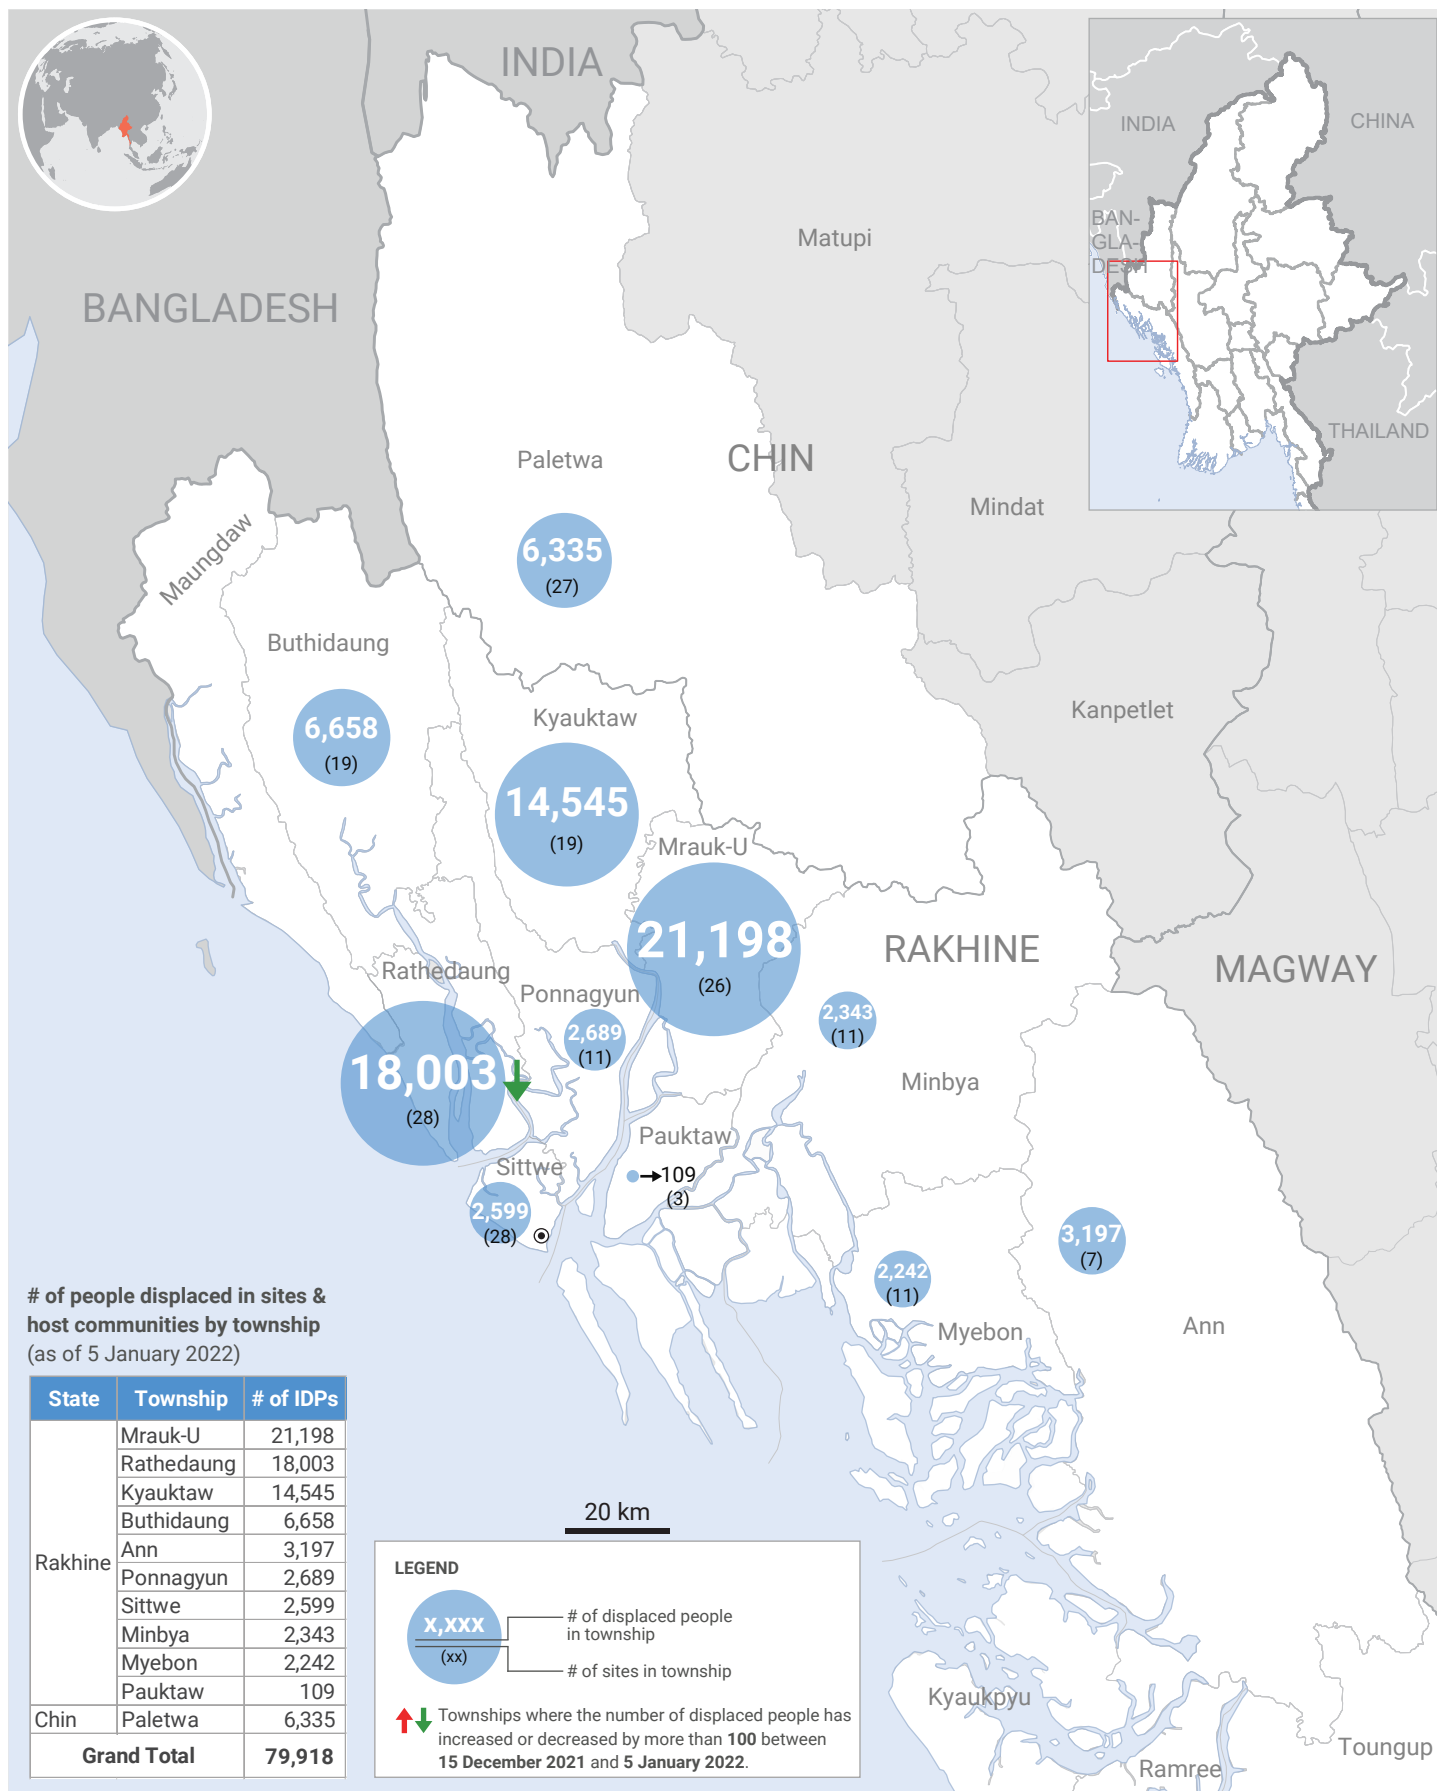 INDIA
INDIA
CHINA
BAN-
GLA-
DESH
THAILAND
BANGLADESH
Matupi
Paletwa
CHIN
6,335
(27)
Mindat
Maungdaw
Buthidaung
6,658
(19)
Kyauktaw
14,545
(19)
Kanpetlet
Mrauk-U
21,198
(26)
RAKHINE
MAGWAY
Rathedaung
18,003
(28)
Ponnagyun
2,689
(11)
2,343
(11)
Minbya
Pauktaw
109
(3)
Sittwe
2,599
(28)
3,197
(7)
Ann
2,242
(11)
Myebon
Kyaukpyu
Ramree
Toungup
# of people displaced in sites &
host communities by township
(as of 5 January 2022)
State Township # of IDPs
Rakhine
Mrauk-U 21,198
Rathedaung 18,003
Kyauktaw 14,545
Buthidaung 6,658
Ann 3,197
Ponnagyun 2,689
Sittwe 2,599
Minbya 2,343
Myebon 2,242
Pauktaw 109
Chin Paletwa 6,335
Grand Total 79,918
20 km
LEGEND
x,xxx
(xx)
# of displaced people
in township
# of sites in township
Townships where the number of displaced people has
increased or decreased by more than 100 between
15 December 2021 and 5 January 2022.